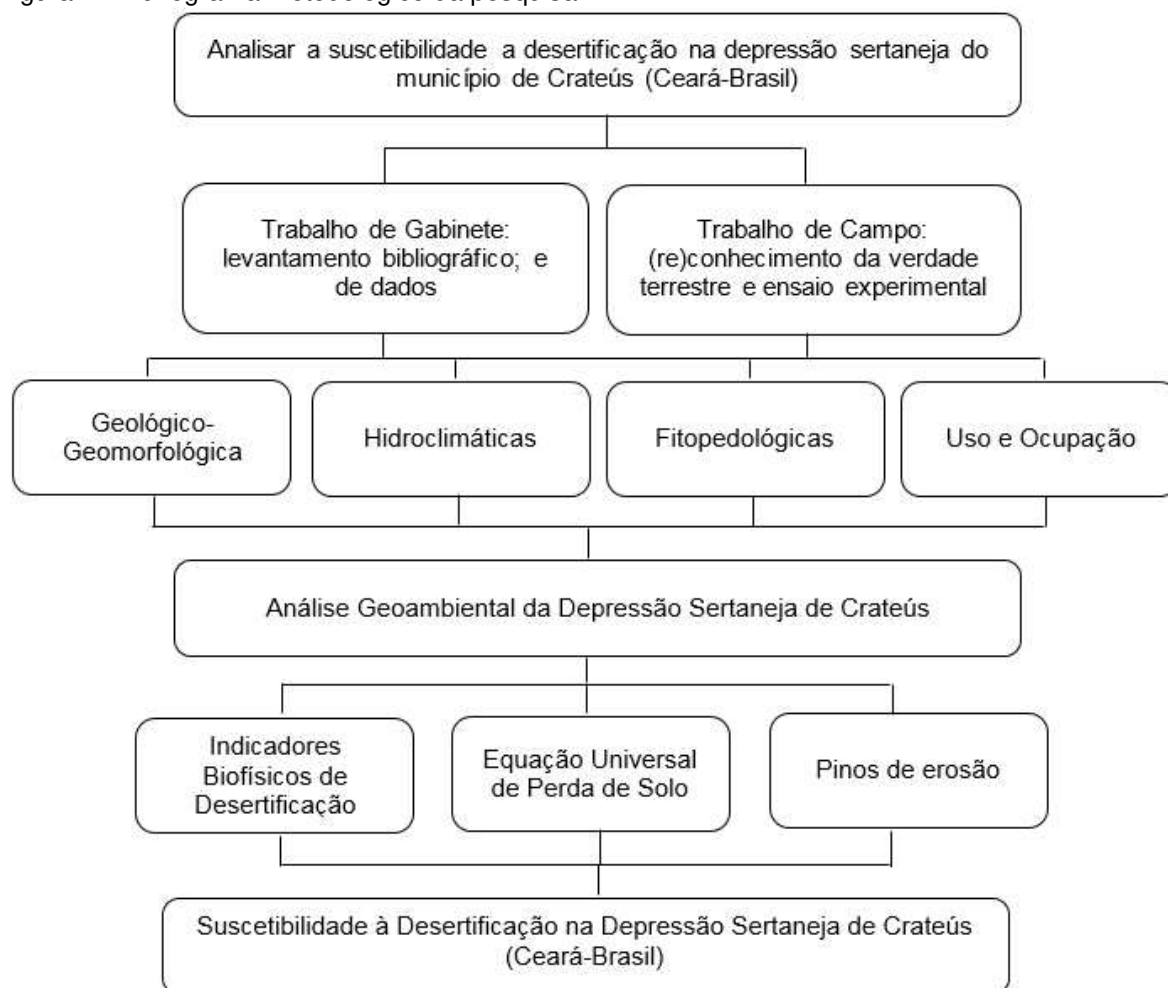 Analisar a suscetibilidade a desertificação na depressão sertaneja do
município de Crateús (Ceará-Brasil)
Trabalho de Gabinete:
levantamento bibliográfico; e
de dados
Trabalho de Campo:
(re)conhecimento da verdade
terrestre e ensaio experimental
Geológico-
Geomorfológica
Hidroclimáticas
Fitopedológicas
Uso e Ocupação
Análise Geoambiental da Depressão Sertaneja de Crateús
Indicadores
Biofísicos de
Desertificação
Equação Universal
de Perda de Solo
Pinos de erosão
Suscetibilidade à Desertificação na Depressão Sertaneja de Crateús
(Ceará-Brasil)